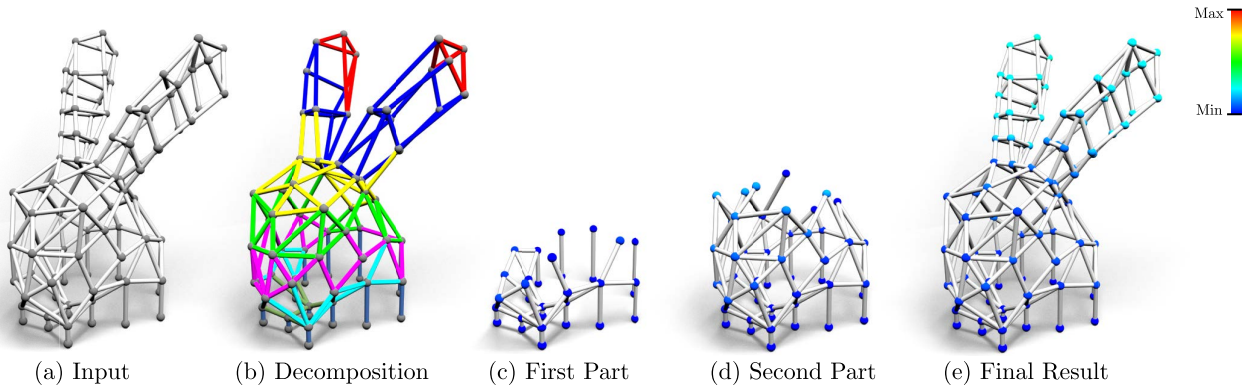 Max
Min
(a) Input
(b) Decomposition
(c) First Part
(d) Second Part
(e) Final Result